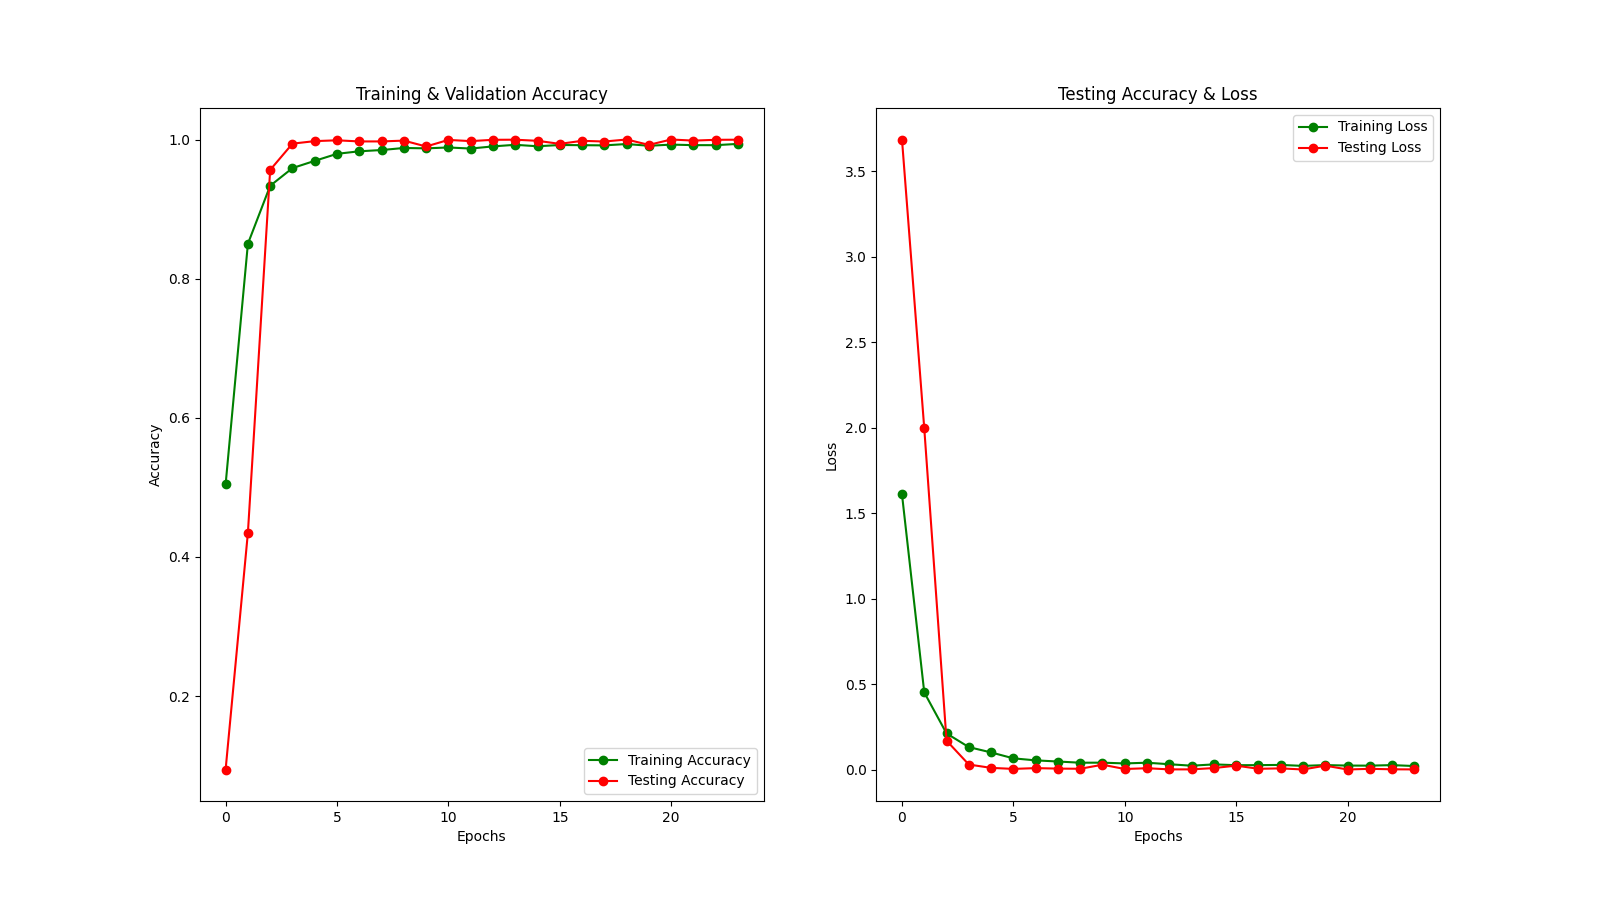 Training & Validation Accuracy
Accuracy
1.0
0.8
0.6
0.4
0.2
0 5 10 15 20
Epochs
Training Accuracy
Testing Accuracy
Testing Accuracy & Loss
Loss
3.5
3.0
2.5
2.0
1.5
1.0
0.5
0.0
0 5 10 15 20
Epochs
Training Loss
Testing Loss